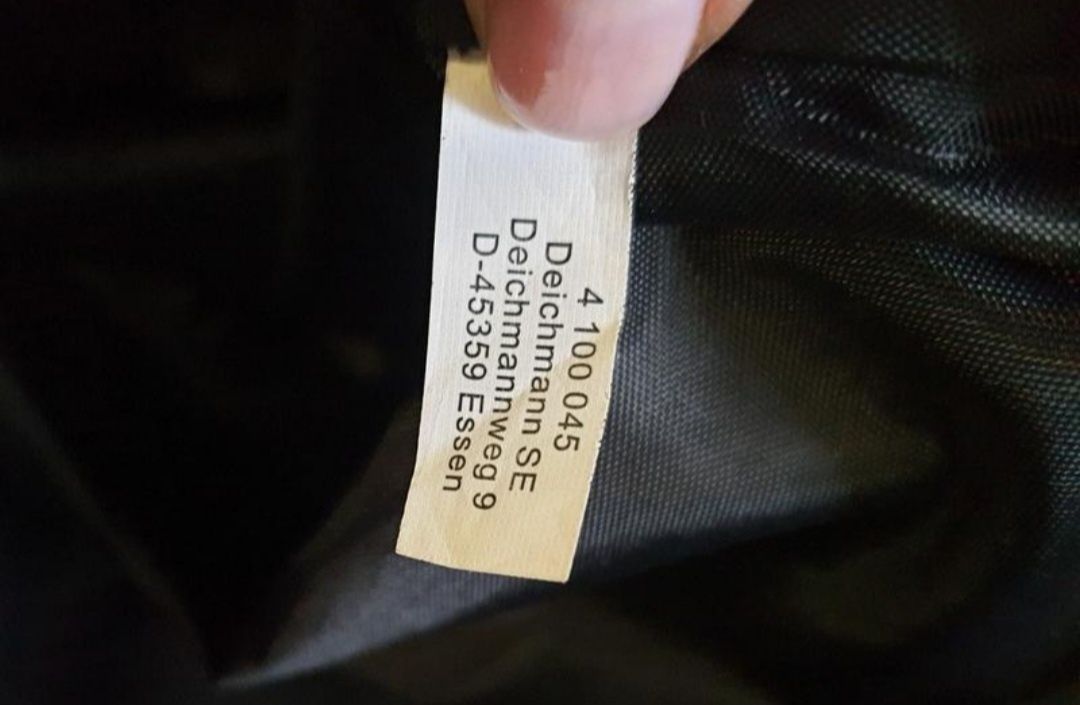 4 100 045
Deichmann SE
Deichmannweg 9
D-45359 Essen